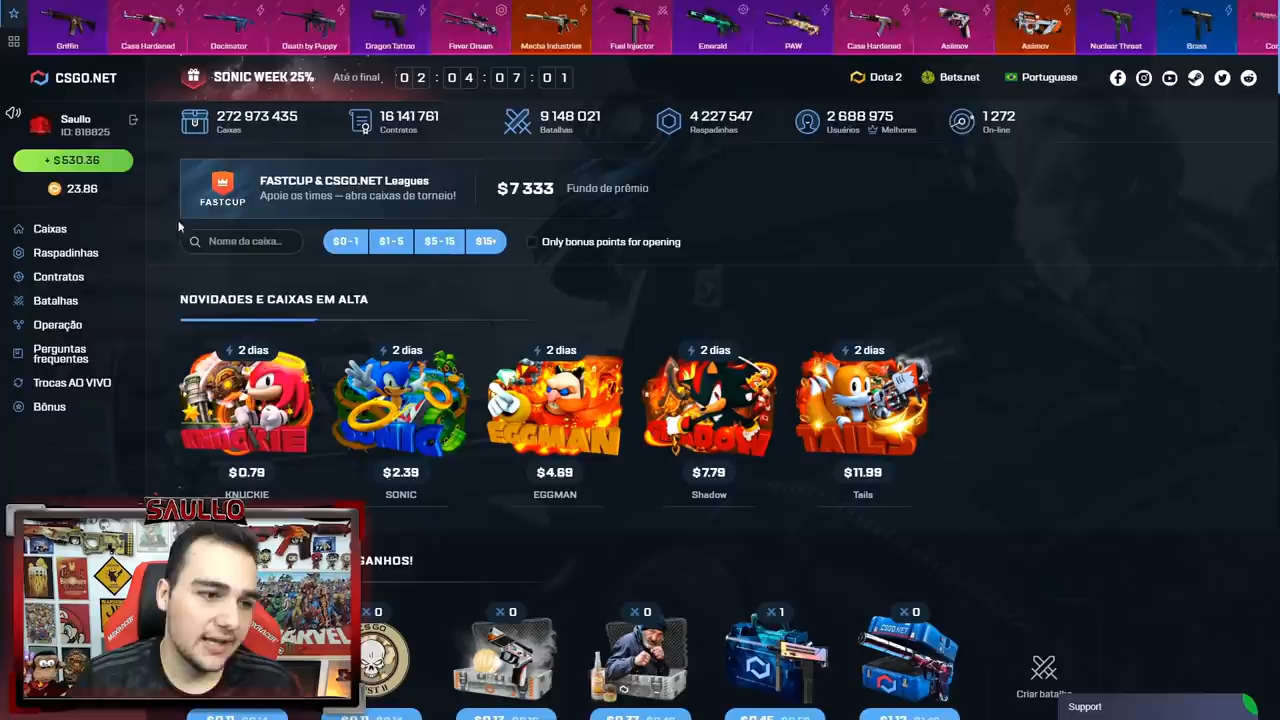 Griffin
Case Hardened
Decimator
Death by Puppy
Dragon Tattoo
Fever Dream
Mecha Industries
Fuel Injector
Emerald
PAW
Case Hardened
Asiimov
Asiimov
Nuclear Threat
Brass
CSGO.NET
SONIC WEEK 25%
Até o final
02:04:07:01
Dota 2
Bets.net
Portuguese
Saullo
ID: 818825
+ $530.36
23.86
272 973 435
Caixas
16 141 761
Contratos
9 148 021
Batalhas
4 227 547
Raspadinhas
2 688 975
Usuários
Melhores
1 272
On-line
FASTCUP
FASTCUP & CSGO.NET Leagues
Apoie os times — abra caixas de torneio!
$7 333
Fundo de prêmio
Nome da caixa...
$0 - 1
$1 - 5
$5 - 15
$15+
Only bonus points for opening
Caixas
Raspadinhas
Contratos
Batalhas
Operação
Perguntas
frequentes
Trocas AO VIVO
Bônus
NOVIDADES E CAIXAS EM ALTA
2 dias
2 dias
2 dias
2 dias
2 dias
KNUCKIE
SONIC
EGGMAN
SHADOW
TAILS
$0.79
$2.39
$4.69
$7.79
$11.99
KNUCKIE
SONIC
EGGMAN
Shadow
Tails
SAULLO
GANHOS!
0
0
0
1
0
MARVEL
CSGO.NET
Criar batalha
Support